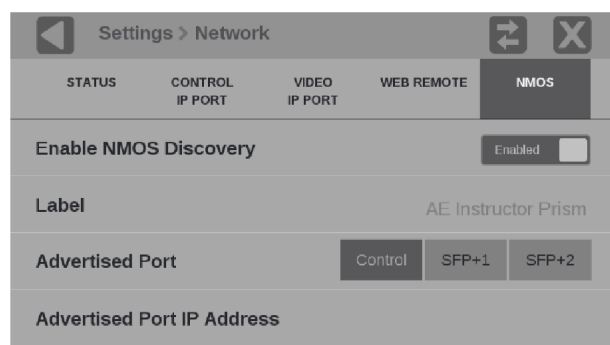 Settings > Network
STATUS
CONTROL
IP PORT
VIDEO
IP PORT
WEB REMOTE
NMOS
Enable NMOS Discovery
Enabled
Label
AE Instructor Prism
Advertised Port
Control
SFP+1
SFP+2
Advertised Port IP Address